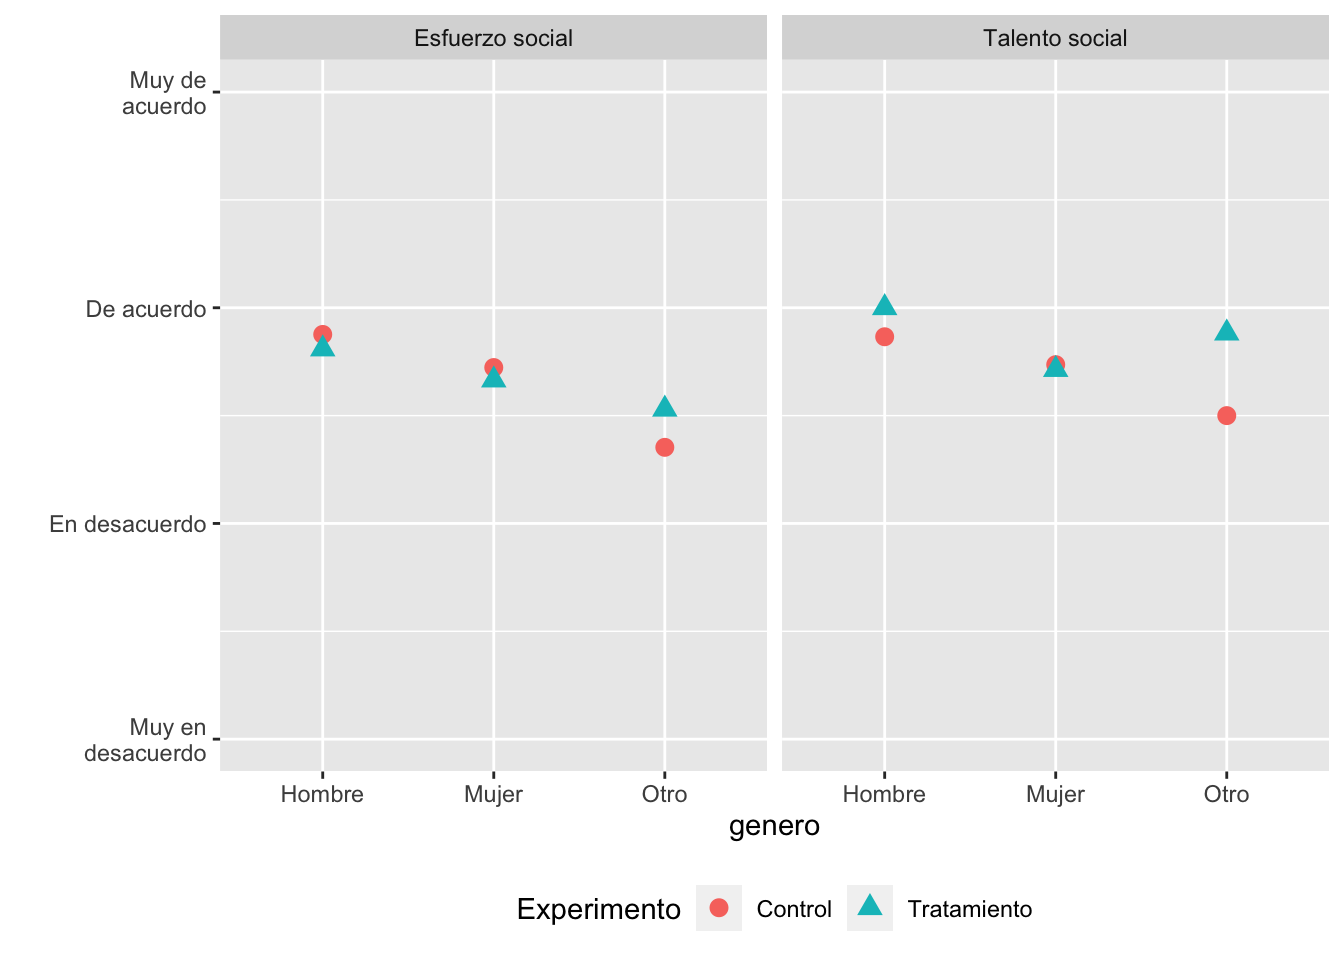 Esfuerzo social
Talento social
Muy de
acuerdo
De acuerdo
En desacuerdo
Muy en
desacuerdo
Hombre
Mujer
Otro
Hombre
Mujer
Otro
genero
Experimento
Control
Tratamiento